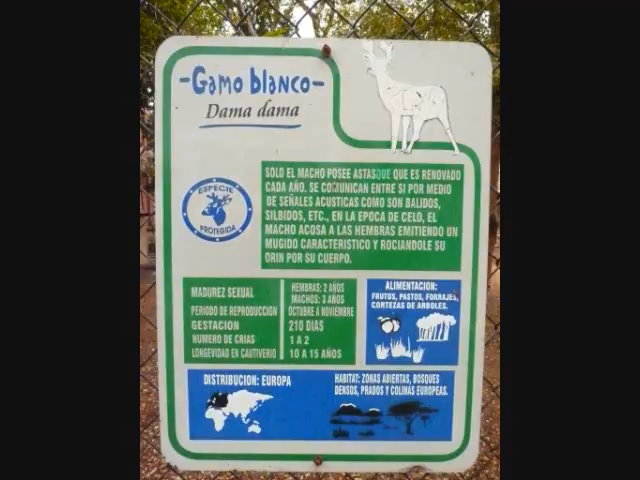 -Gamo blanco-
Dama dama
ESPECIE
PROTEGIDA
SOLO EL MACHO POSEE ASTASQUE QUE ES RENOVADO
CADA AÑO. SE COMUNICAN ENTRE SI POR MEDIO
DE SEÑALES ACUSTICAS COMO SON BALIDOS,
SILBIDOS, ETC., EN LA EPOCA DE CELO, EL
MACHO ACOSA A LAS HEMBRAS EMITIENDO UN
MUGIDO CARACTERISTICO Y ROCIANDOLE SU
ORIN POR SU CUERPO.
MADUREZ SEXUAL
HEMBRAS: 2 AÑOS
MACHOS: 3 AÑOS
PERIODO DE REPRODUCCION OCTUBRE A NOVIEMBRE
GESTACION 210 DIAS
NUMERO DE CRIAS 1 A 2
LONGEVIDAD EN CAUTIVERIO 10 A 15 AÑOS
ALIMENTACION:
FRUTOS, PASTOS, FORRAJES,
CORTEZAS DE ARBOLES.
DISTRIBUCION: EUROPA
HABITAT: ZONAS ABIERTAS, BOSQUES
DENSOS, PRADOS Y COLINAS EUROPEAS.